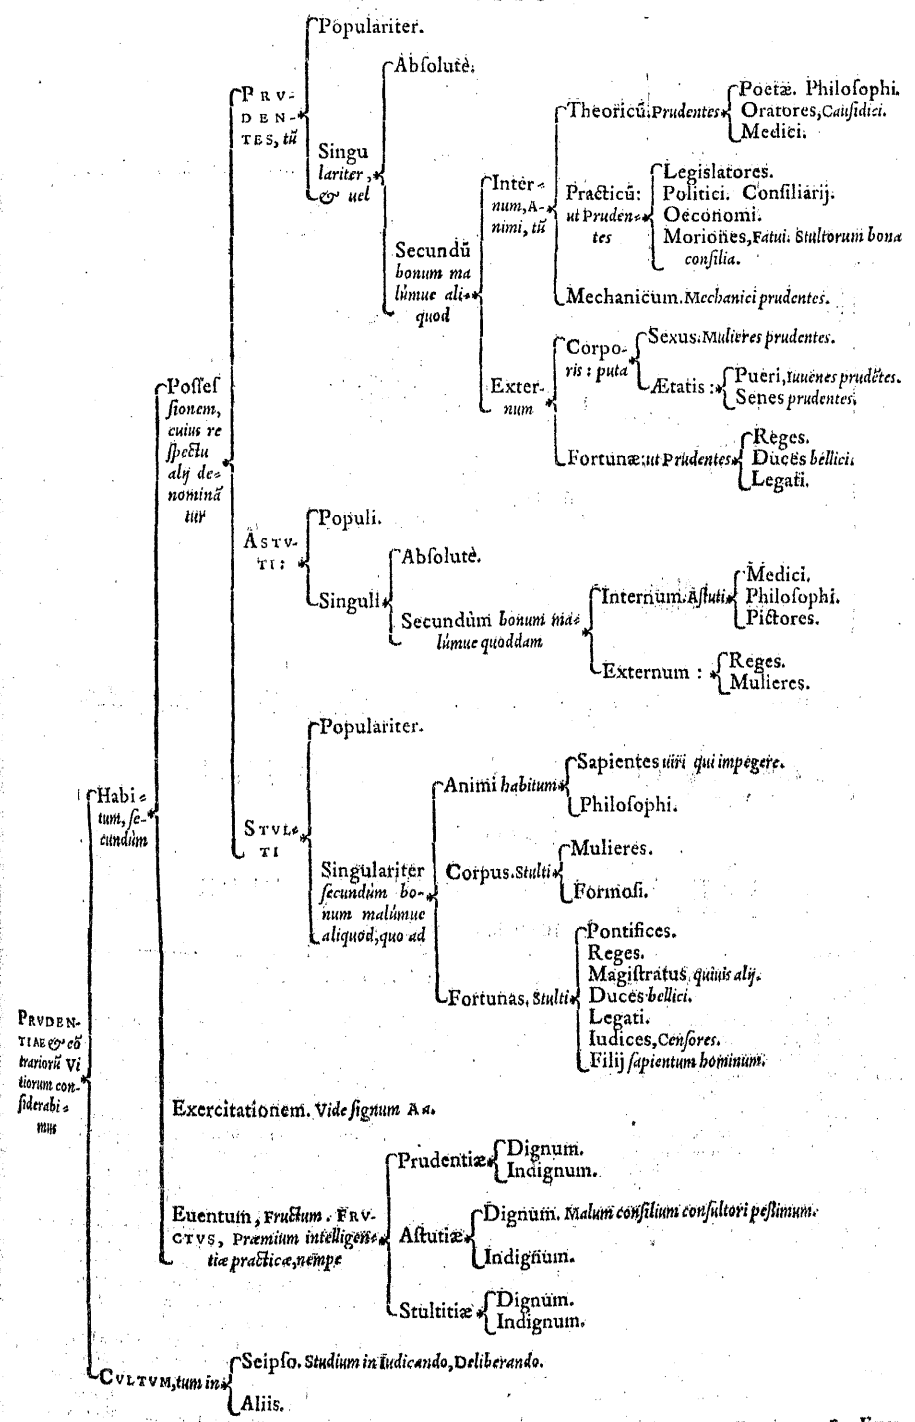 Populariter.
Abſolutè.
PRV-
DEN-
TES, tũ
Singu
lariter,
& uel
Secundũ
bonum ma
lúmue ali-
quod
Inter-
num, A-
nimi, tũ
Theoricũ: Prudentes
Poetæ. Philoſophi.
Oratores, Cauſidici.
Medici.
Practicũ:
ut Pruden-
tes
Legislatores.
Politici. Conſiliarij.
Oeconomi.
Moriones, Fatui. Stultorum bona
conſilia.
Mechanicum. Mechanici prudentes.
Exter-
num
Corpo-
ris: puta
Sexus. Mulieres prudentes.
Ætatis:
Pueri, Iuuenes prudẽtes.
Senes prudentes.
Fortunæ: ut Prudentes
Reges.
Duces bellici.
Legati.
Poſſeſ
ſionem,
cuius re
ſpectu
alij de-
nominã
tur
ASTV-
TI:
Populi.
Singuli
Abſolutè.
Secundùm bonum ma-
lúmue quoddam
Internum. Aſtuti
Medici.
Philoſophi.
Pictores.
Externum:
Reges.
Mulieres.
STVL-
TI
Populariter.
Singulariter
ſecundùm bo-
num malúmue
aliquod, quo ad
Animi habitum
Sapientes uiri qui impegere.
Philoſophi.
Corpus. Stulti
Mulieres.
Formoſi.
Fortunas, Stulti
Pontifices.
Reges.
Magiſtratus quiuis alij.
Duces bellici.
Legati.
Iudices, Cenſores.
Filij ſapientum hominum.
Habi-
tum, ſe-
cundùm
PRVDEN-
TIAE & cõ
trariorũ Vi
tiorum con-
ſiderabi-
mus
Exercitationem. Vide ſignum Aa.
Euentum, Fructum. FRV-
CTVS, Præmium intelligen-
tiæ practicæ, nempe
Prudentiæ
Dignum.
Indignum.
Aſtutiæ
Dignum. Malum conſilium conſultori peſſimum.
Indignum.
Stultitiæ
Dignum.
Indignum.
CVLTVM, tum in
Seipſo. Studium in Iudicando, Deliberando.
Aliis.